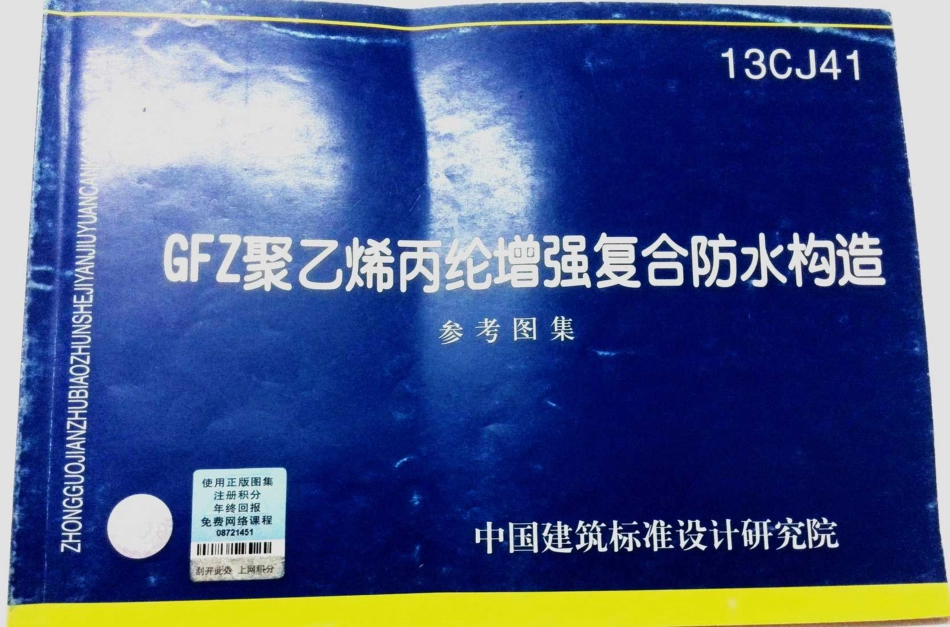 13CJ41
GFZ聚乙烯丙纶增强复合防水构造
参考图集
ZHONGGUOJIANZHUBIAOZHUNSHEJIYANJIUYUANCANK
使用正版图集
注册积分
年终回报
免费网络课程
08721451
刮开此处 上网积分
中国建筑标准设计研究院